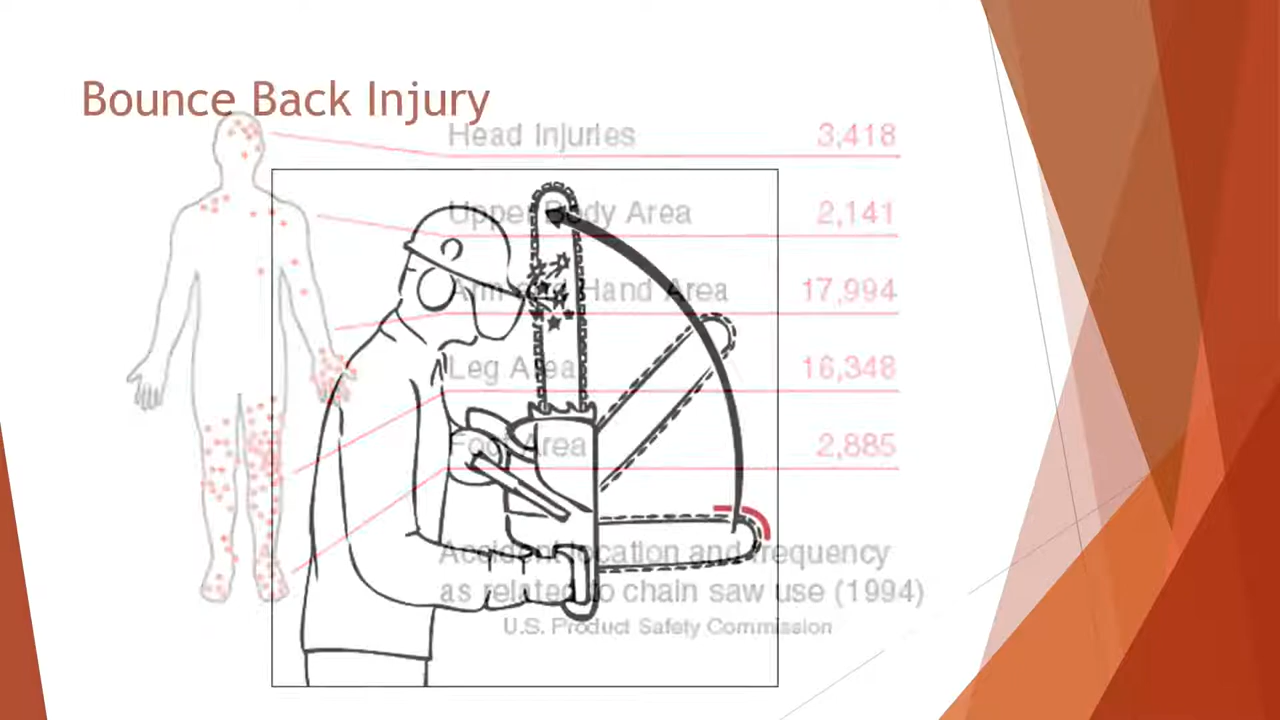 Bounce Back Injury
Head Injuries 3,418
Upper Body Area 2,141
Arm and Hand Area 17,994
Leg Area 16,348
Foot Area 2,885
Accident location and frequency
as related to chain saw use (1994)
U.S. Product Safety Commission